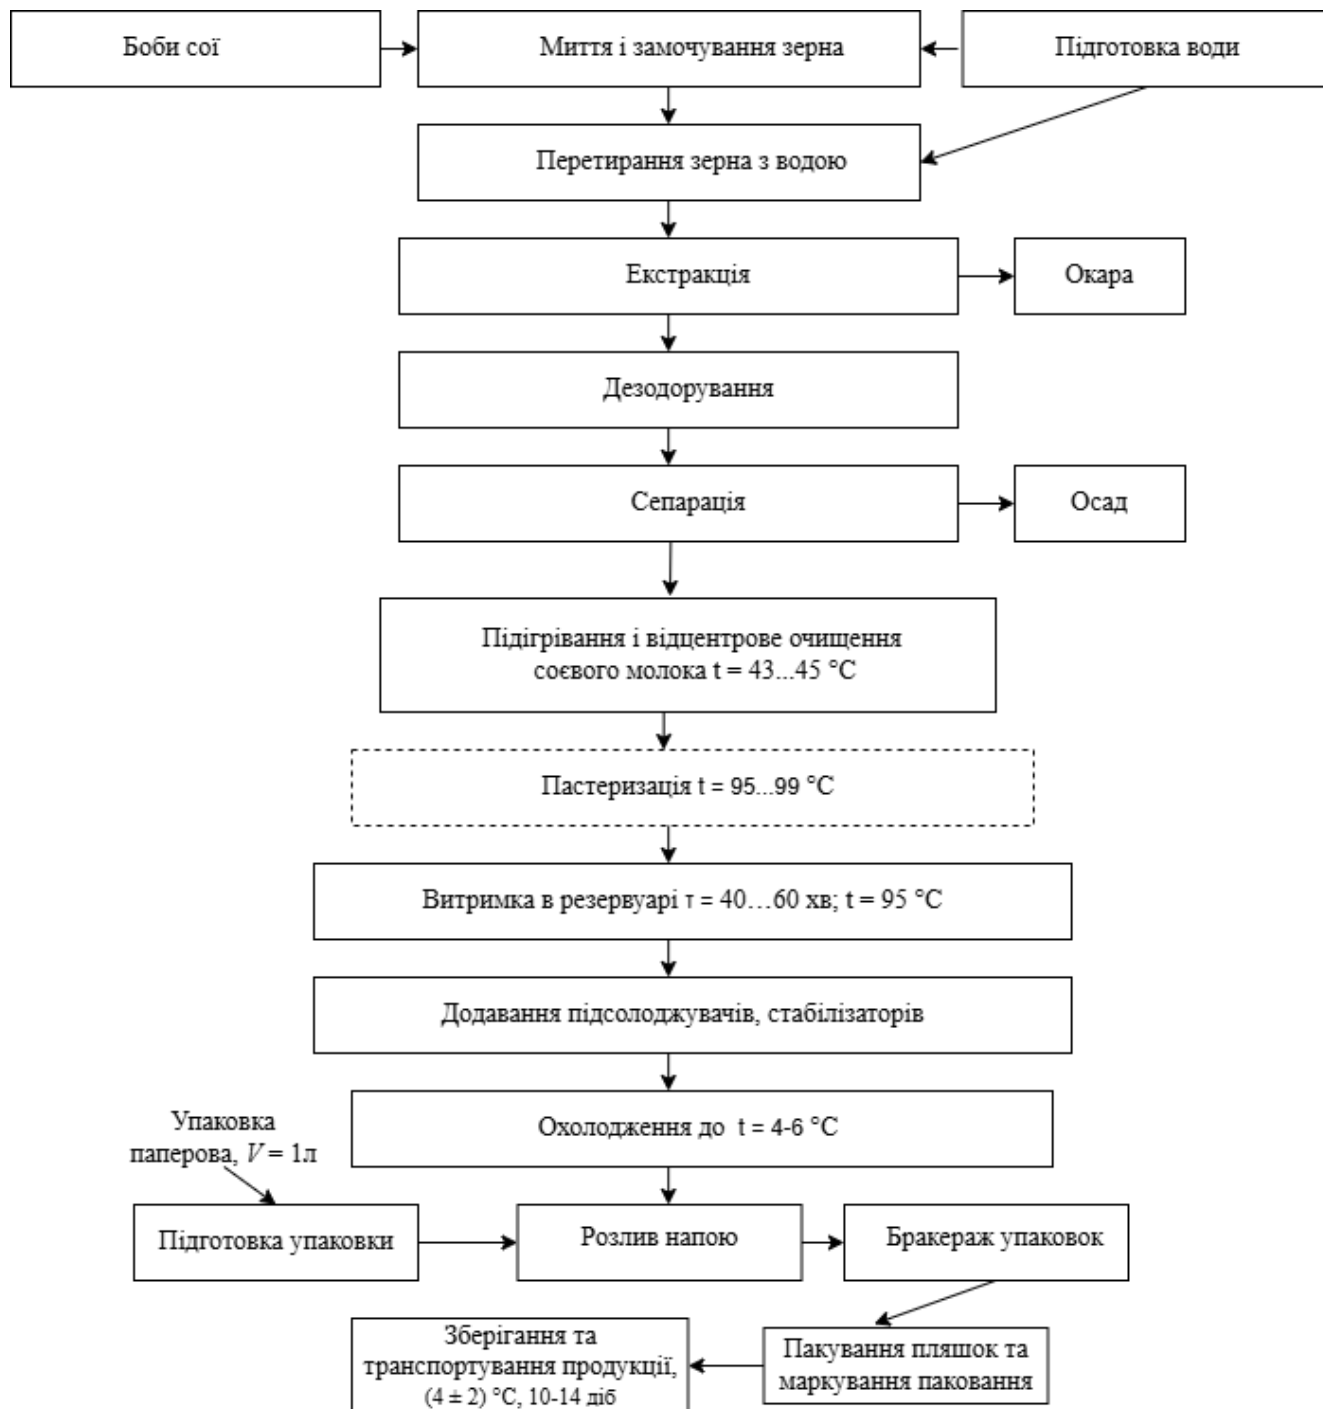 Боби сої
Миття і замочування зерна
Підготовка води
Перетирання зерна з водою
Екстракція
Окара
Дезодорування
Сепарація
Осад
Підігрівання і відцентрове очищення
соєвого молока t = 43...45 °C
Пастеризація t = 95...99 °C
Витримка в резервуарі τ = 40…60 хв; t = 95 °C
Додавання підсолоджувачів, стабілізаторів
Охолодження до t = 4-6 °C
Упаковка
паперова, V = 1л
Підготовка упаковки
Розлив напою
Бракераж упаковок
Пакування пляшок та
маркування паковання
Зберігання та
транспортування продукції,
(4 ± 2) °C, 10-14 діб